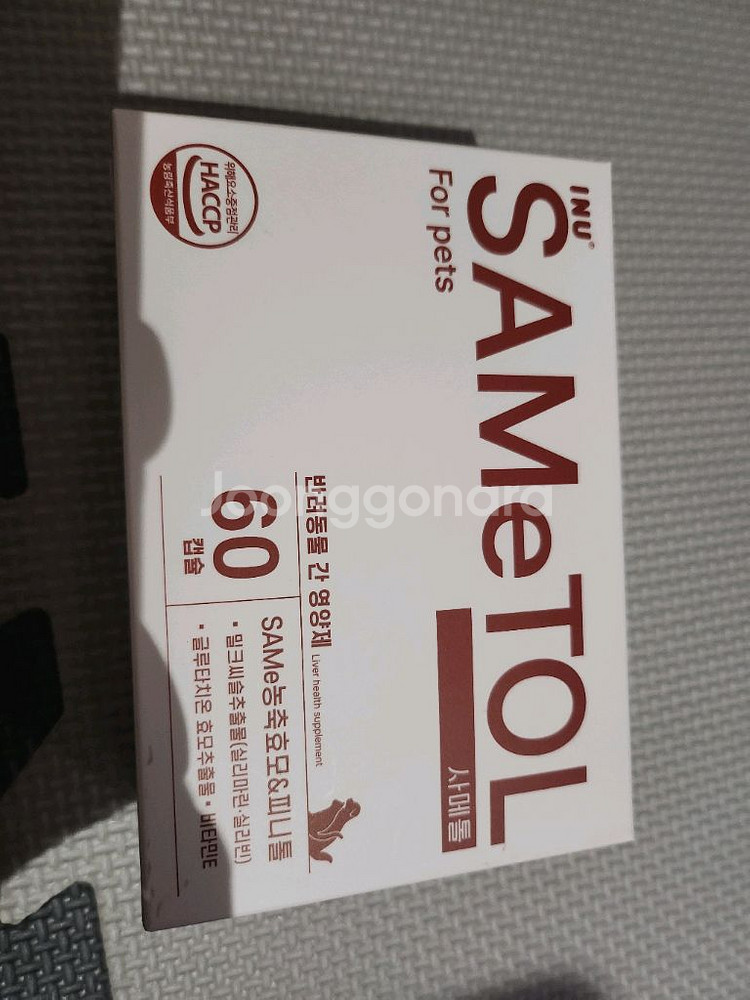 INU®
SAMeTOL
사메톨
For pets
위해요소중점관리
HACCP
농림축산식품부
반려동물 간 영양제 Liver health supplement
60
캡슐
SAMe농축효모&피니톨
• 밀크씨슬추출물(실리마린·실리빈)
• 글루타치온 효모추출물 • 비타민E
Joonggonara